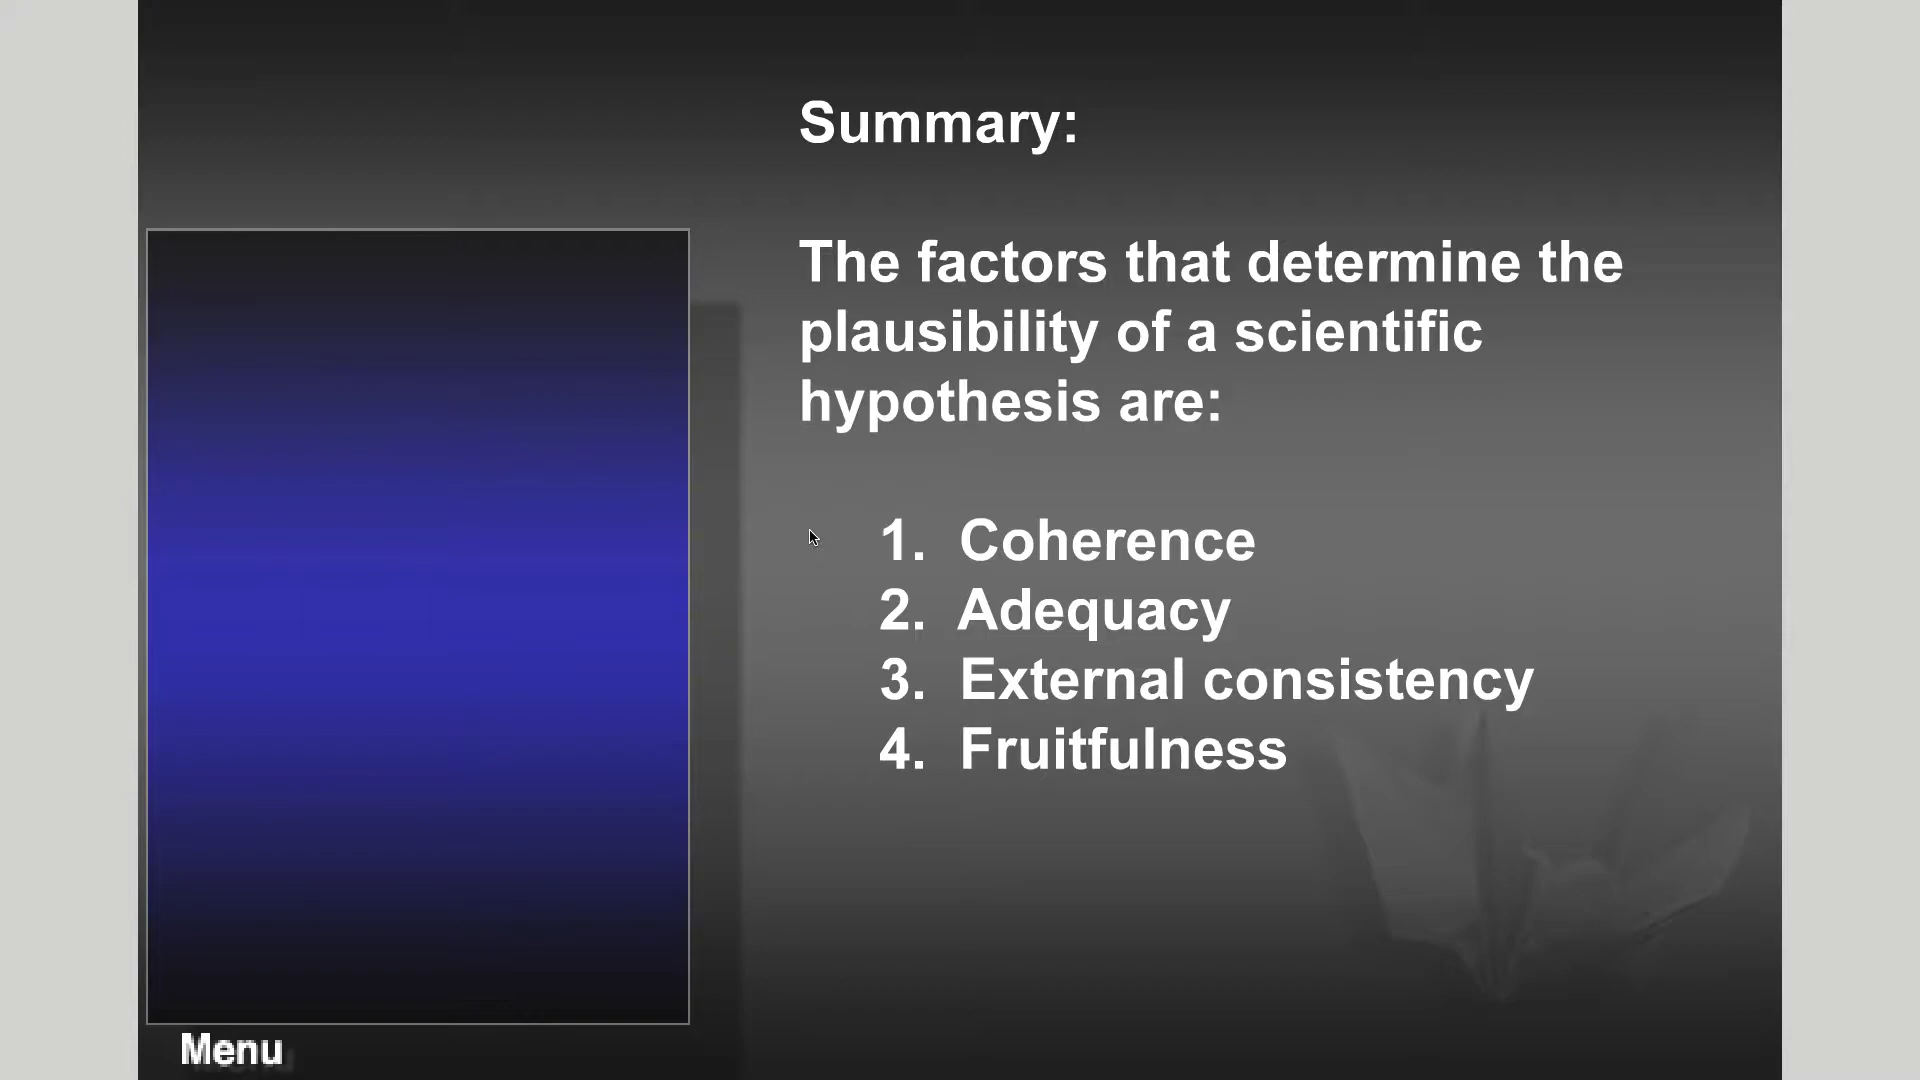 Summary:
The factors that determine the
plausibility of a scientific
hypothesis are:
1. Coherence
2. Adequacy
3. External consistency
4. Fruitfulness
Menu